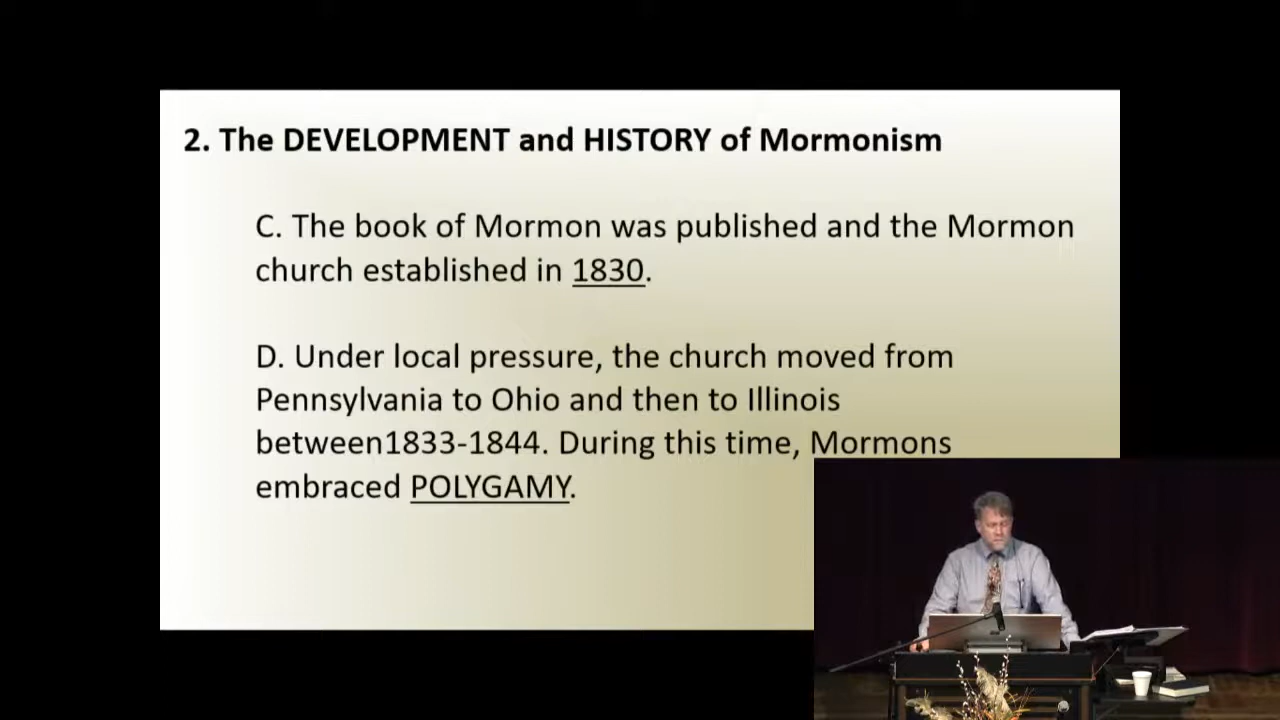 2. The DEVELOPMENT and HISTORY of Mormonism
C. The book of Mormon was published and the Mormon
church established in 1830.
D. Under local pressure, the church moved from
Pennsylvania to Ohio and then to Illinois
between1833-1844. During this time, Mormons
embraced POLYGAMY.